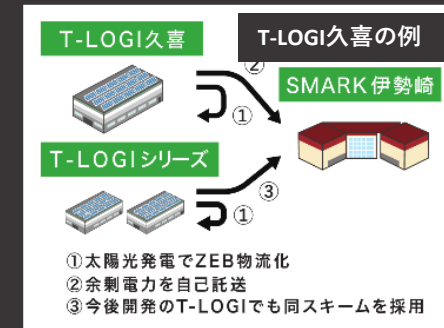 T-LOGI久喜
T-LOGI久喜の例
②
SMARK伊勢崎
①
T-LOGIシリーズ
③
①
①太陽光発電でZEB物流化
②余剰電力を自己託送
③今後開発のT-LOGIでも同スキームを採用